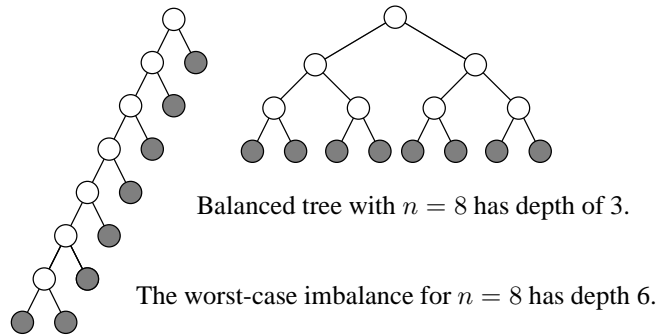 Balanced tree with n = 8 has depth of 3.
The worst-case imbalance for n = 8 has depth 6.